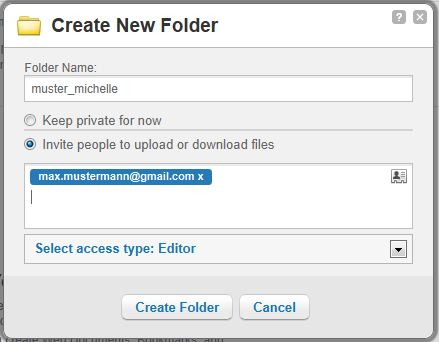 Create New Folder
Folder Name:
muster_michelle
Keep private for now
Invite people to upload or download files
max.mustermann@gmail.com x
Select access type: Editor
Create Folder
Cancel